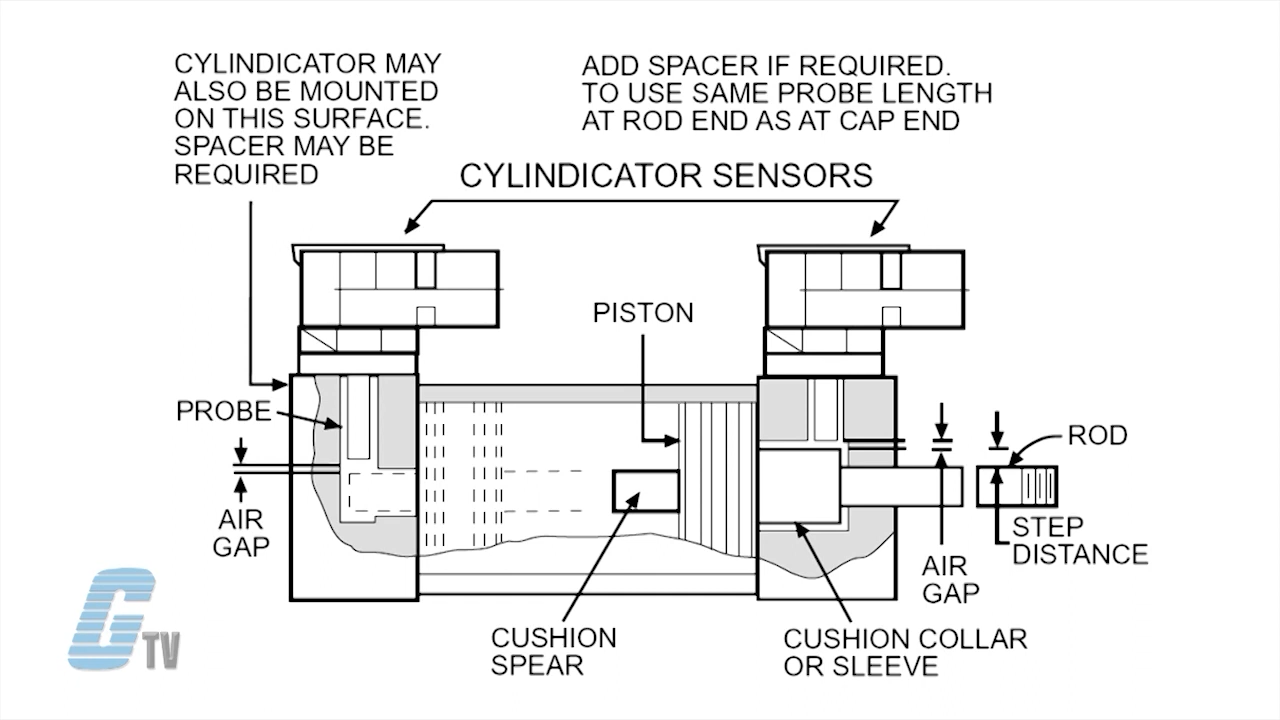 CYLINDICATOR MAY
ALSO BE MOUNTED
ON THIS SURFACE.
SPACER MAY BE
REQUIRED
ADD SPACER IF REQUIRED.
TO USE SAME PROBE LENGTH
AT ROD END AS AT CAP END
CYLINDICATOR SENSORS
PISTON
PROBE
ROD
AIR
GAP
STEP
DISTANCE
AIR
GAP
CUSHION
SPEAR
CUSHION COLLAR
OR SLEEVE
G TV